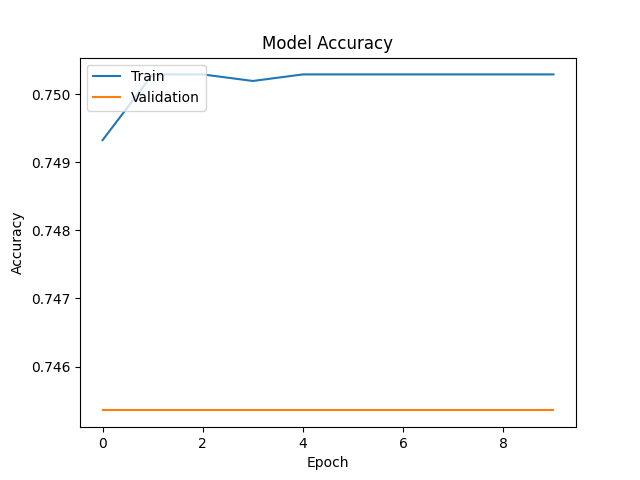 Model Accuracy
Train
Validation
0.750
0.749
0.748
0.747
0.746
Accuracy
0 2 4 6 8
Epoch